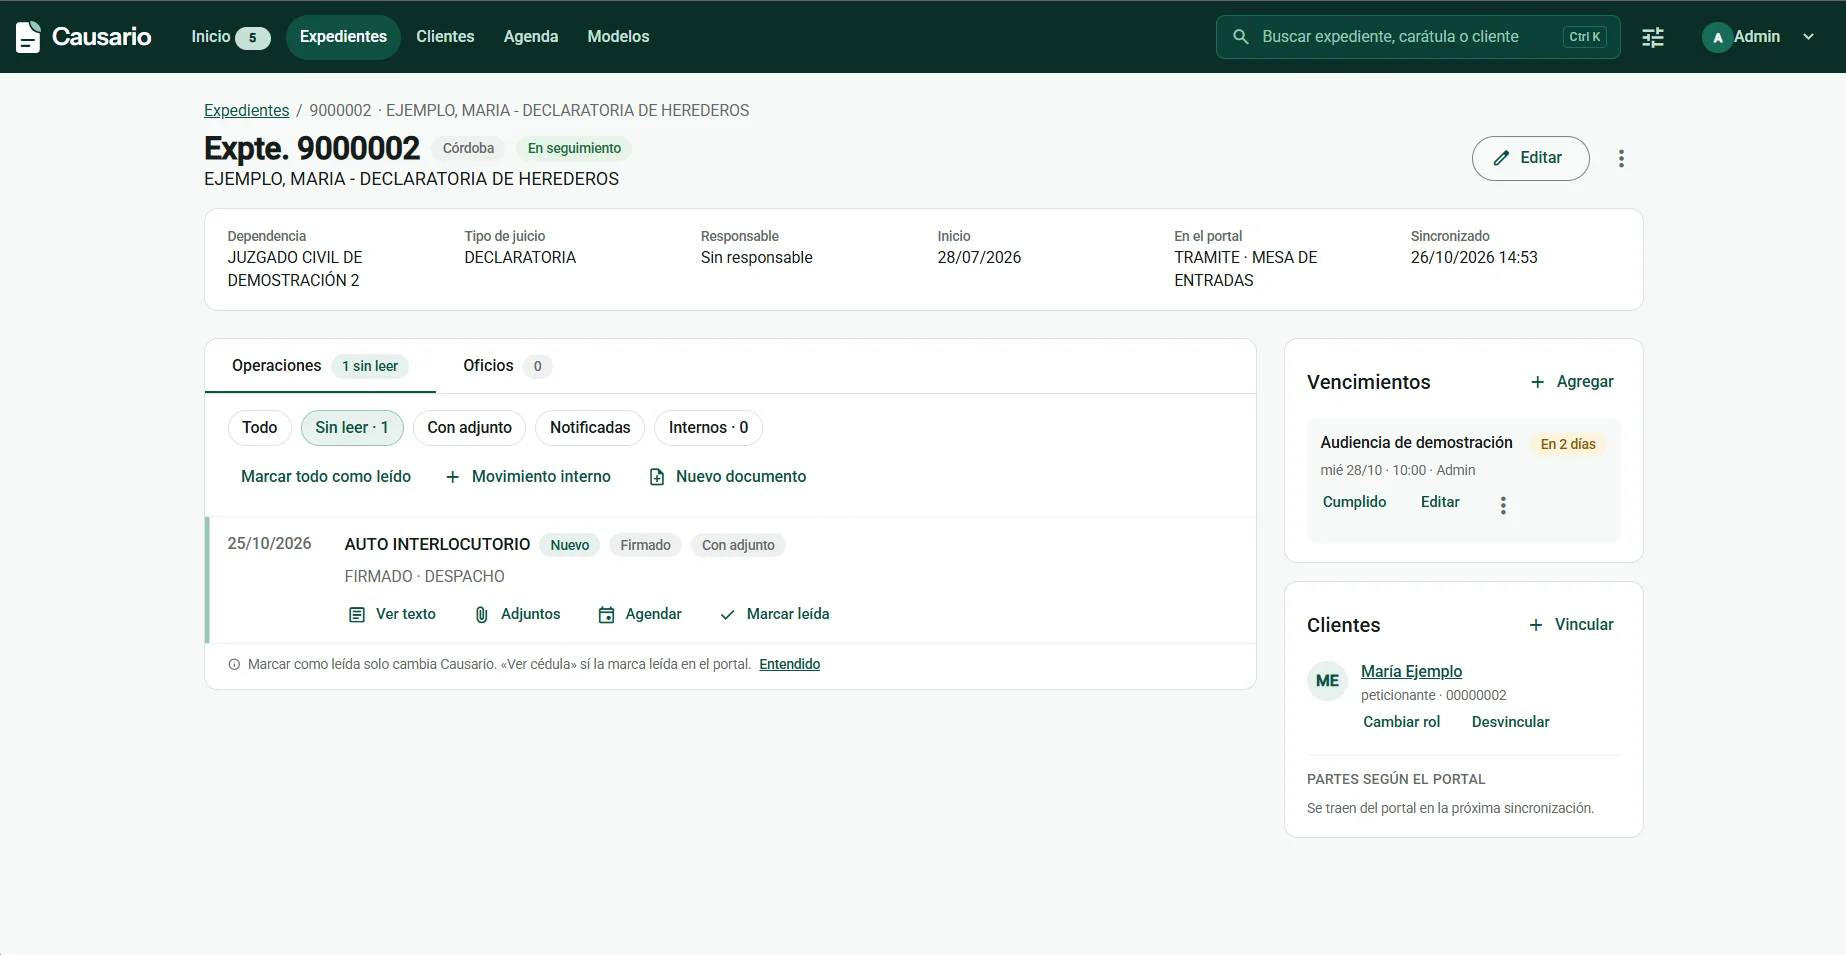 Causario
Inicio 5
Expedientes
Clientes
Agenda
Modelos
Buscar expediente, carátula o cliente
Ctrl K
A Admin
Expedientes / 9000002 · EJEMPLO, MARIA - DECLARATORIA DE HEREDEROS
Expte. 9000002
Córdoba
En seguimiento
EJEMPLO, MARIA - DECLARATORIA DE HEREDEROS
Editar
Dependencia
JUZGADO CIVIL DE
DEMOSTRACIÓN 2
Tipo de juicio
DECLARATORIA
Responsable
Sin responsable
Inicio
28/07/2026
En el portal
TRAMITE · MESA DE
ENTRADAS
Sincronizado
26/10/2026 14:53
Operaciones 1 sin leer
Oficios 0
Todo
Sin leer · 1
Con adjunto
Notificadas
Internos · 0
Marcar todo como leído
+ Movimiento interno
Nuevo documento
25/10/2026
AUTO INTERLOCUTORIO Nuevo Firmado Con adjunto
FIRMADO · DESPACHO
Ver texto
Adjuntos
Agendar
Marcar leída
Marcar como leída solo cambia Causario. «Ver cédula» sí la marca leída en el portal. Entendido
Vencimientos
+ Agregar
Audiencia de demostración
En 2 días
mié 28/10 · 10:00 · Admin
Cumplido
Editar
Clientes
+ Vincular
ME
María Ejemplo
peticionante · 00000002
Cambiar rol
Desvincular
PARTES SEGÚN EL PORTAL
Se traen del portal en la próxima sincronización.